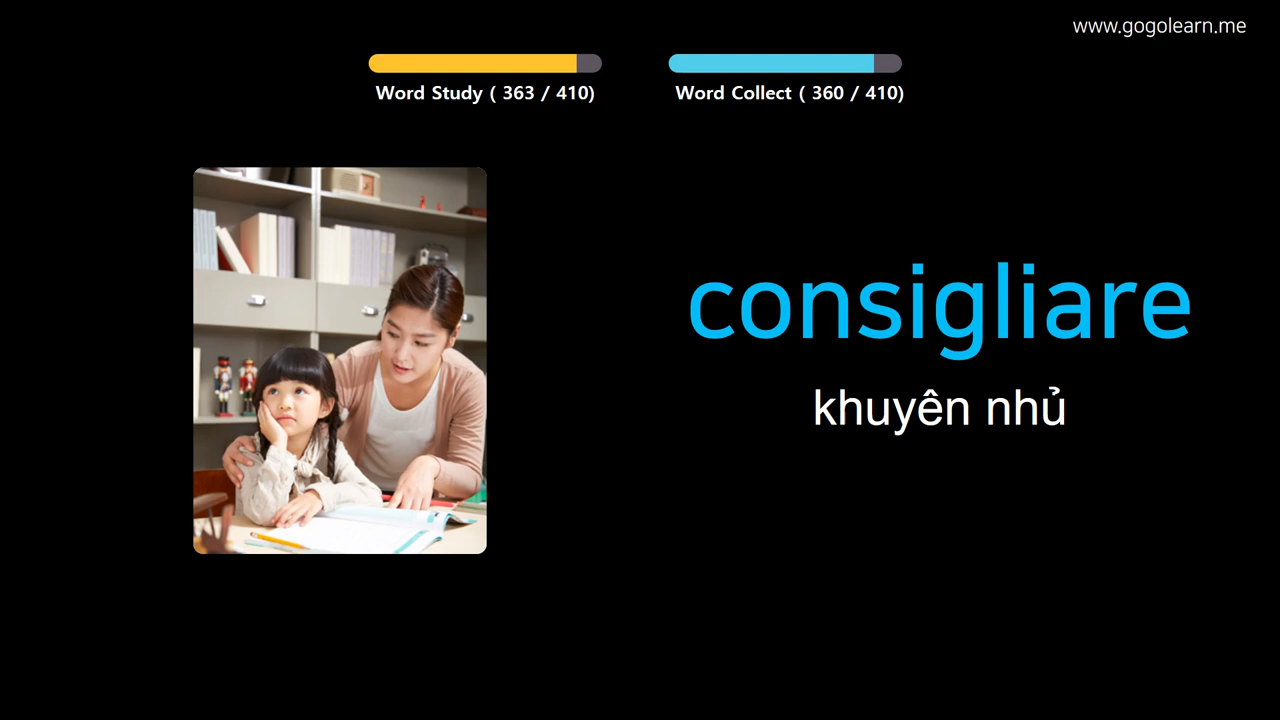 www.gogolearn.me
Word Study ( 363 / 410)
Word Collect ( 360 / 410)
consigliare
khuyên nhủ